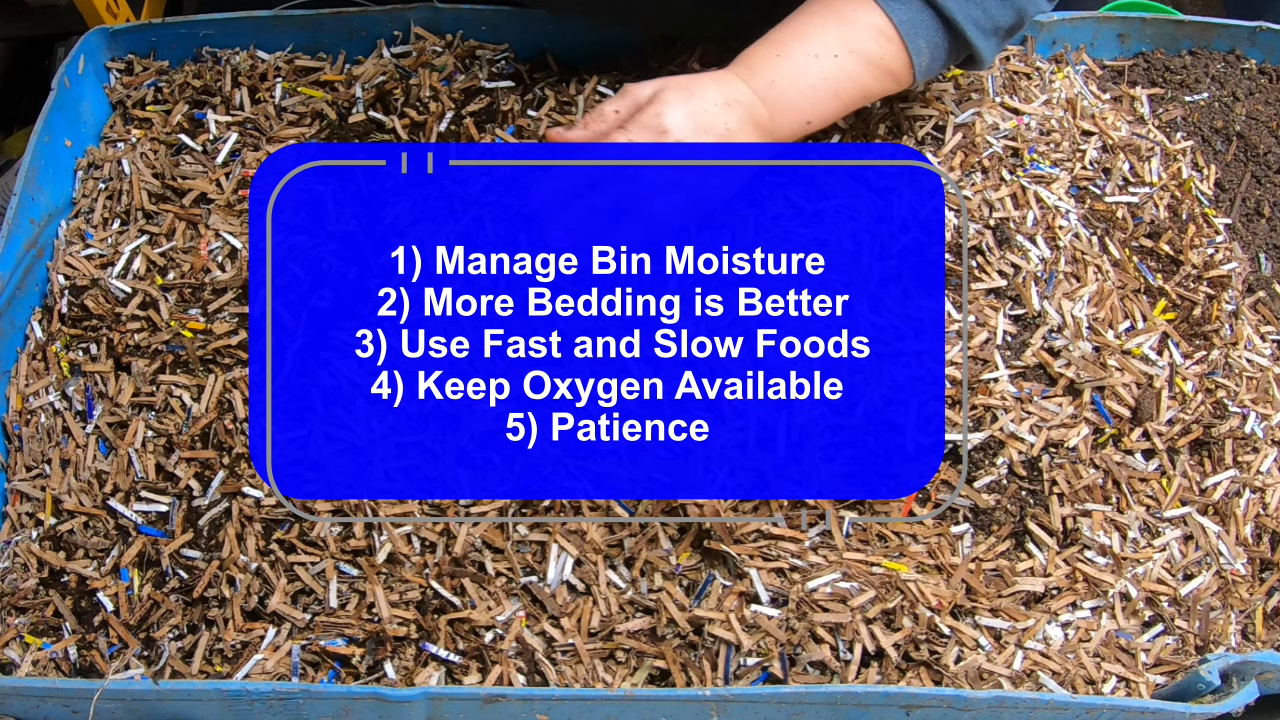 1) Manage Bin Moisture
2) More Bedding is Better
3) Use Fast and Slow Foods
4) Keep Oxygen Available
5) Patience